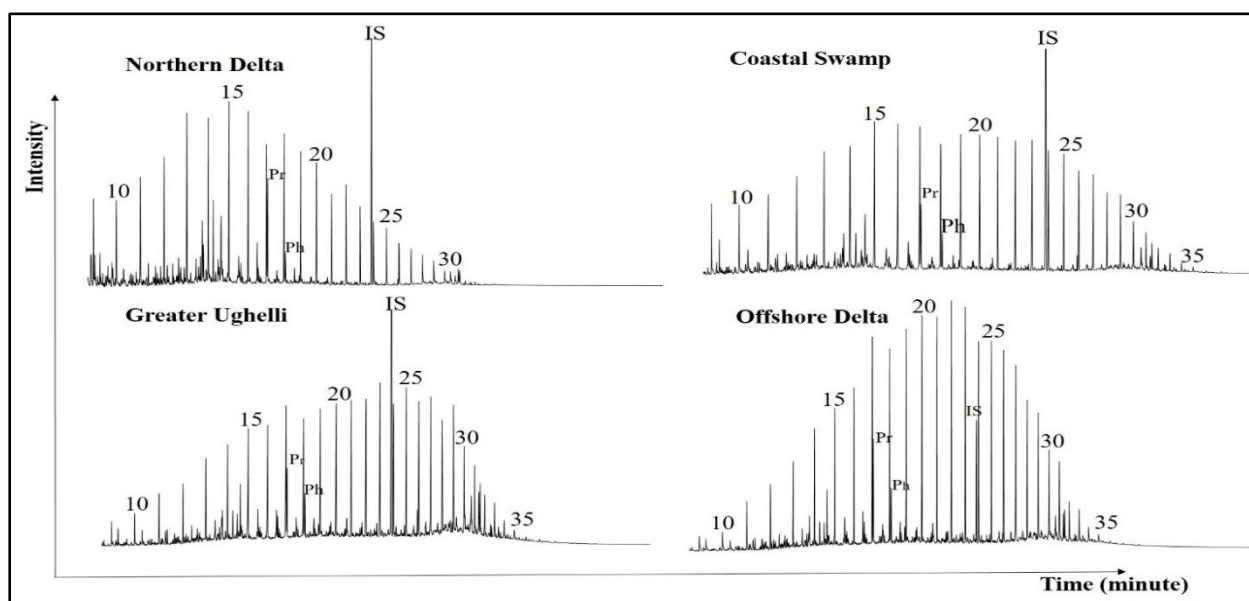 Intensity
Northern Delta
IS
10
15
Pr
Ph
20
25
30
Coastal Swamp
IS
10
15
Pr
Ph
20
25
30
35
Greater Ughelli
IS
10
15
Pr
Ph
20
25
30
35
Offshore Delta
10
15
Pr
Ph
20
IS
25
30
35
Time (minute)